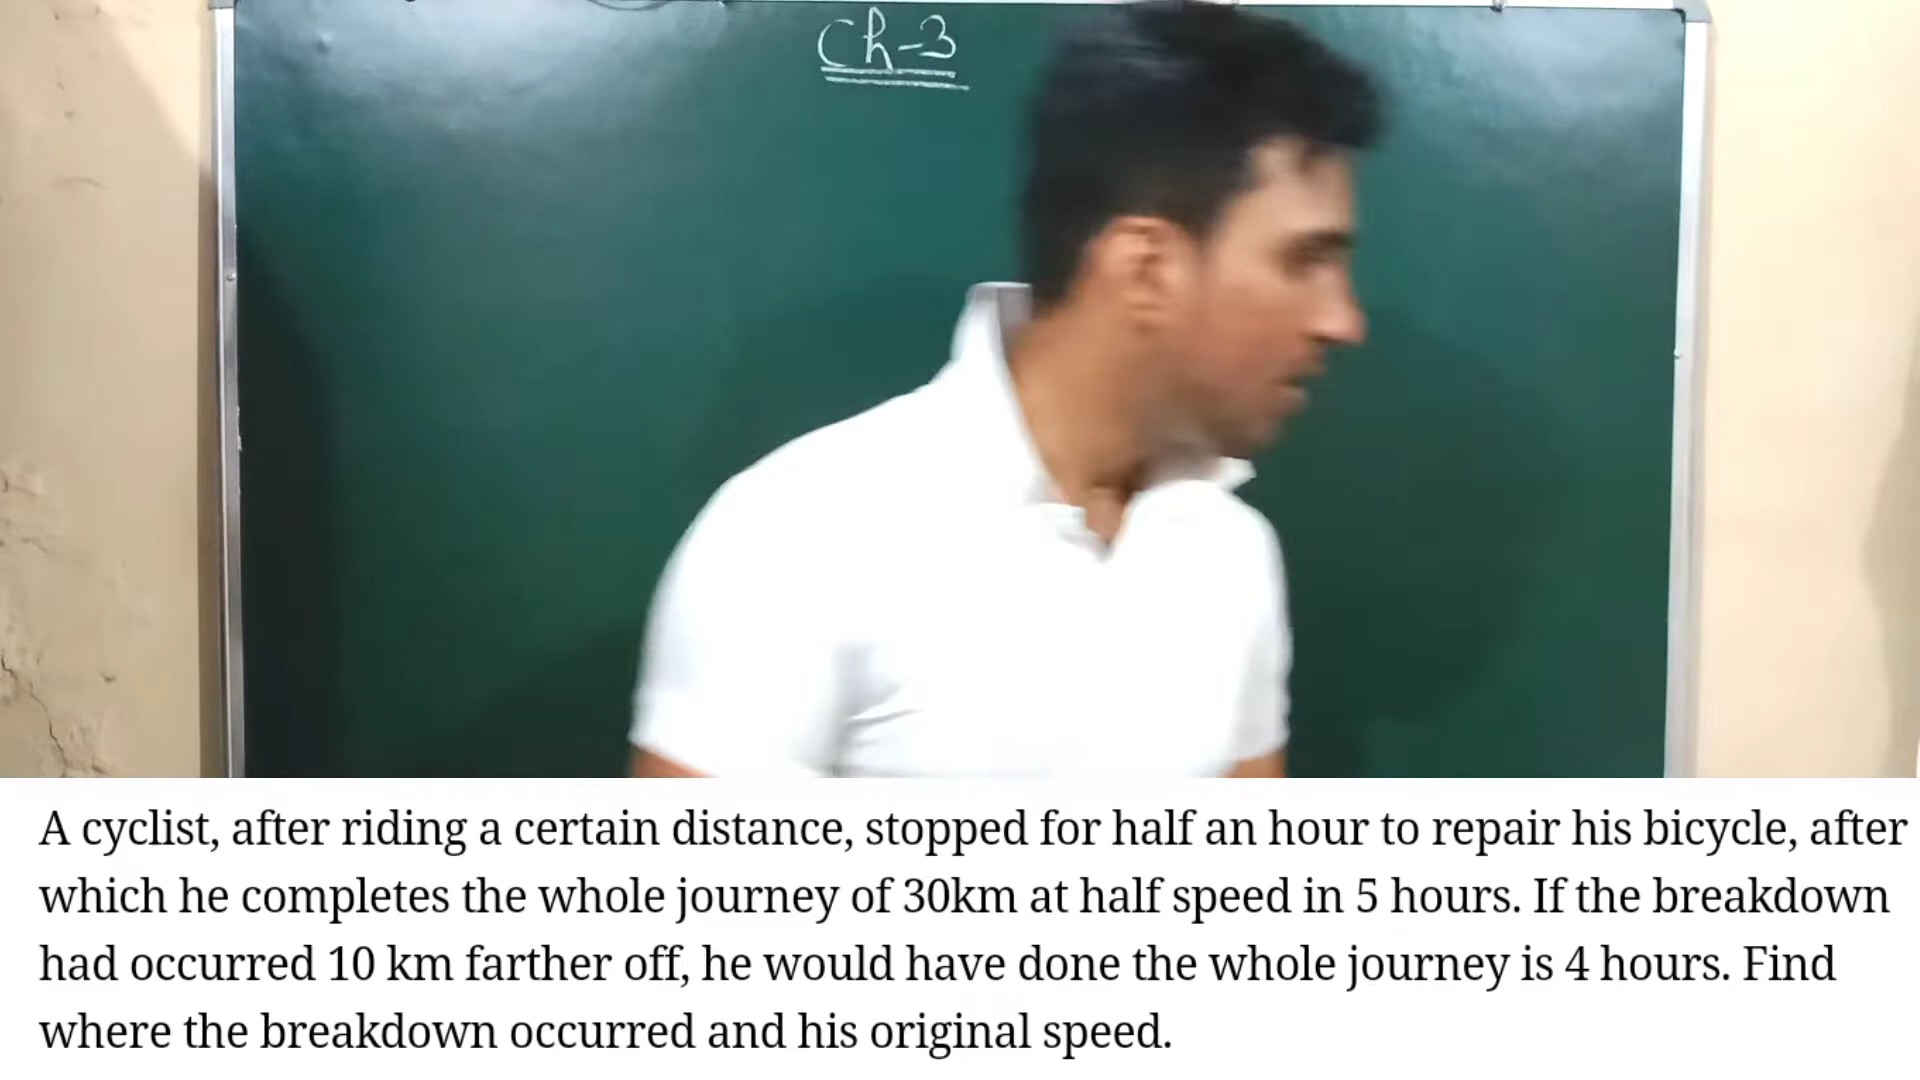 Ch-3
A cyclist, after riding a certain distance, stopped for half an hour to repair his bicycle, after
which he completes the whole journey of 30km at half speed in 5 hours. If the breakdown
had occurred 10 km farther off, he would have done the whole journey is 4 hours. Find
where the breakdown occurred and his original speed.